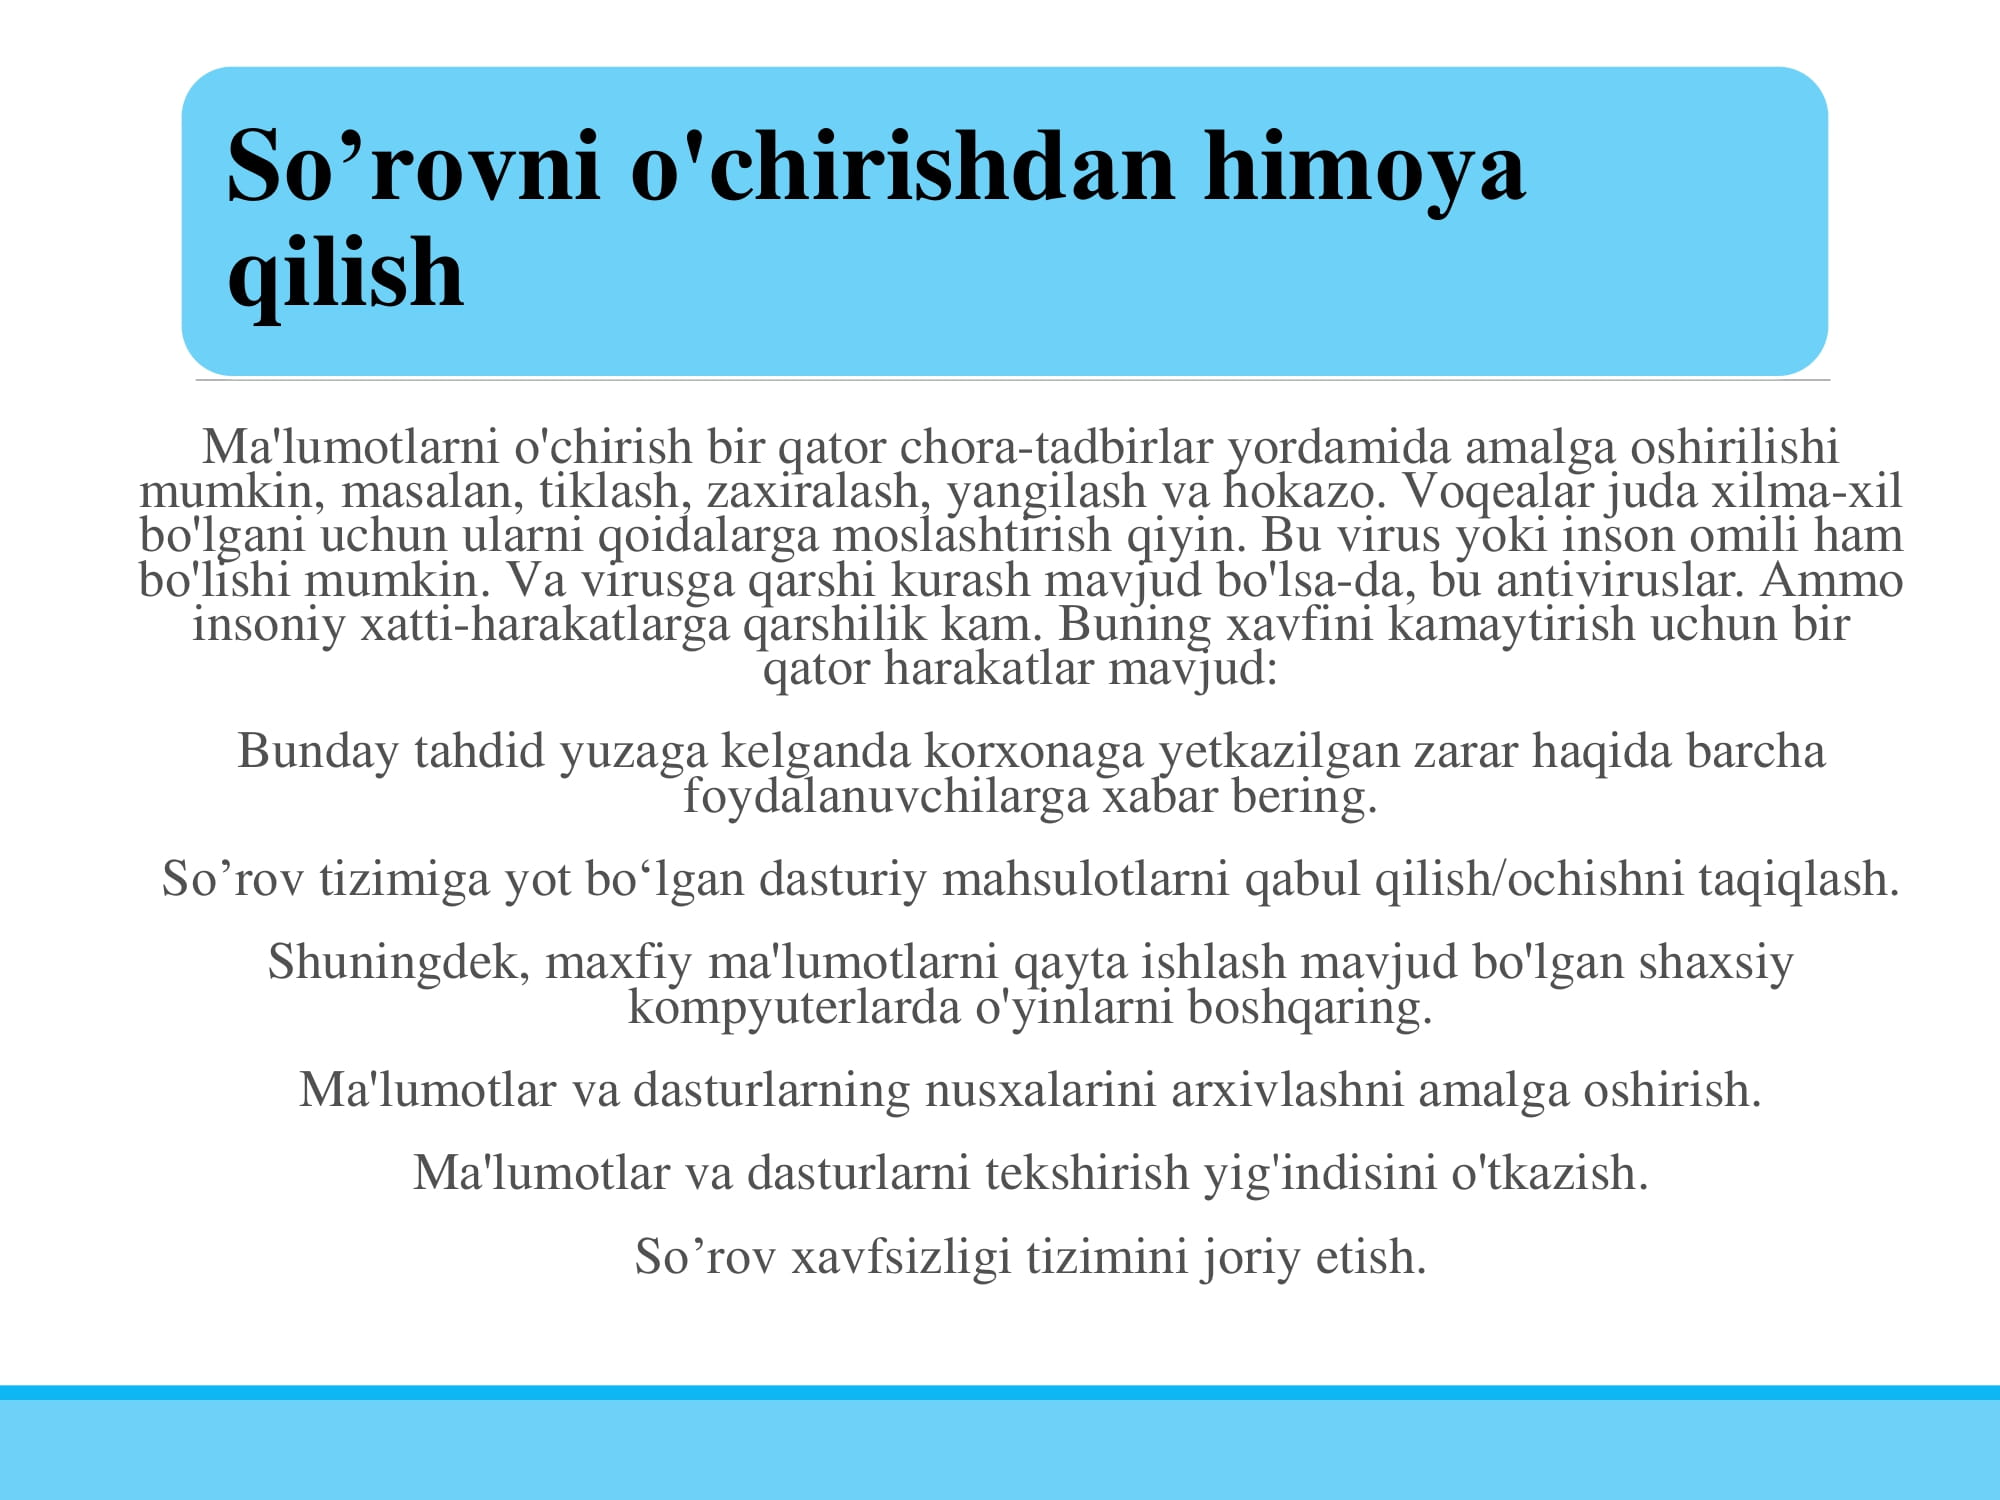 So’rovni o'chirishdan himoya
qilish
Ma'lumotlarni o'chirish bir qator chora-tadbirlar yordamida amalga oshirilishi
mumkin, masalan, tiklash, zaxiralash, yangilash va hokazo. Voqealar juda xilma-xil
bo'lgani uchun ularni qoidalarga moslashtirish qiyin. Bu virus yoki inson omili ham
bo'lishi mumkin. Va virusga qarshi kurash mavjud bo'lsa-da, bu antiviruslar. Ammo
insoniy xatti-harakatlarga qarshilik kam. Buning xavfini kamaytirish uchun bir
qator harakatlar mavjud:
Bunday tahdid yuzaga kelganda korxonaga yetkazilgan zarar haqida barcha
foydalanuvchilarga xabar bering.
So’rov tizimiga yot bo‘lgan dasturiy mahsulotlarni qabul qilish/ochishni taqiqlash.
Shuningdek, maxfiy ma'lumotlarni qayta ishlash mavjud bo'lgan shaxsiy
kompyuterlarda o'yinlarni boshqaring.
Ma'lumotlar va dasturlarning nusxalarini arxivlashni amalga oshirish.
Ma'lumotlar va dasturlarni tekshirish yig'indisini o'tkazish.
So’rov xavfsizligi tizimini joriy etish.